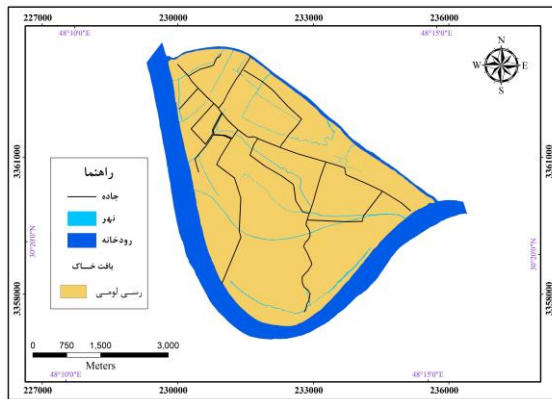 227000 230000 233000 236000
48°10'0"E 48°15'0"E
N
W E
S
3361000 3361000
راهنما
جاده
نهر
رودخانه
بافت خاک
رسی لومی
30°20'0"N 30°20'0"N
3358000 3358000
0 750 1,500 3,000
Meters
48°10'0"E 48°15'0"E
227000 230000 233000 236000